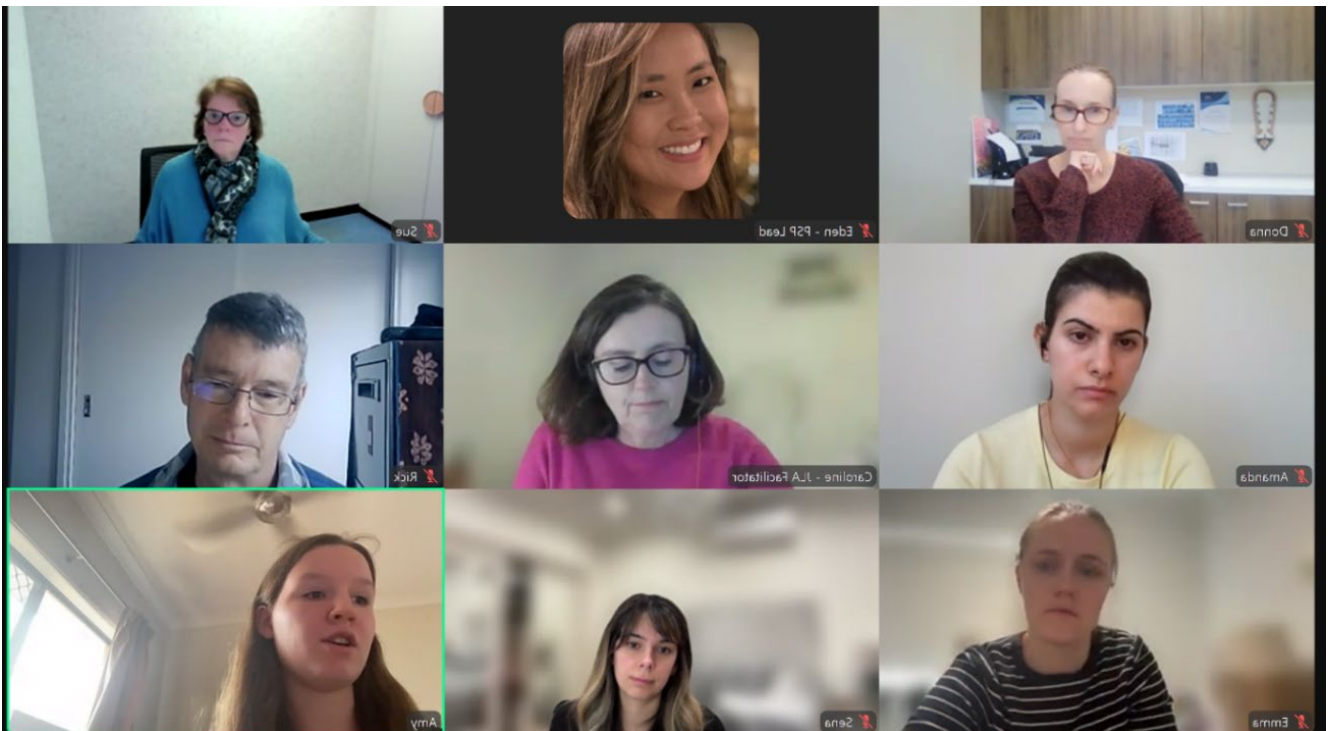 Sue
Eden - PSP Lead
Donna
Rick
Caroline - JLA Facilitator
Amanda
Amy
Sena
Emma